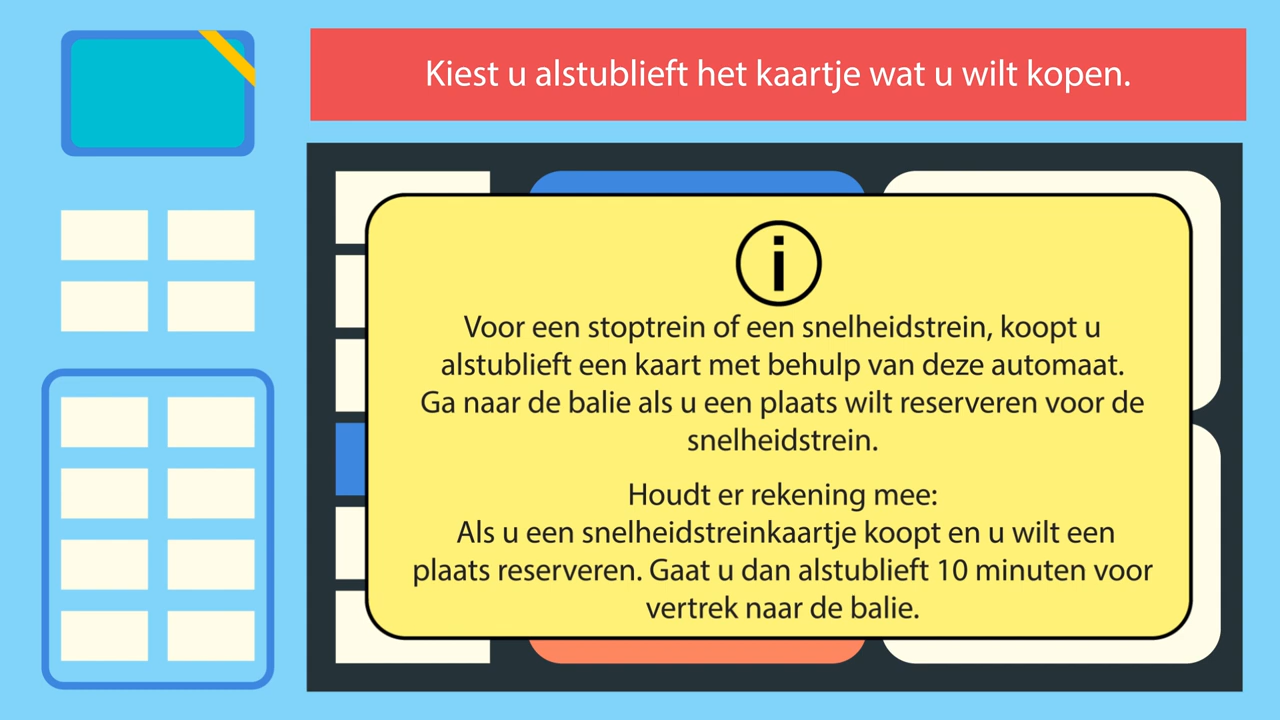 Kiest u alstublieft het kaartje wat u wilt kopen.
i
Voor een stoptrein of een snelheidstrein, koopt u
alstublieft een kaart met behulp van deze automaat.
Ga naar de balie als u een plaats wilt reserveren voor de
snelheidstrein.
Houdt er rekening mee:
Als u een snelheidstreinkaartje koopt en u wilt een
plaats reserveren. Gaat u dan alstublieft 10 minuten voor
vertrek naar de balie.